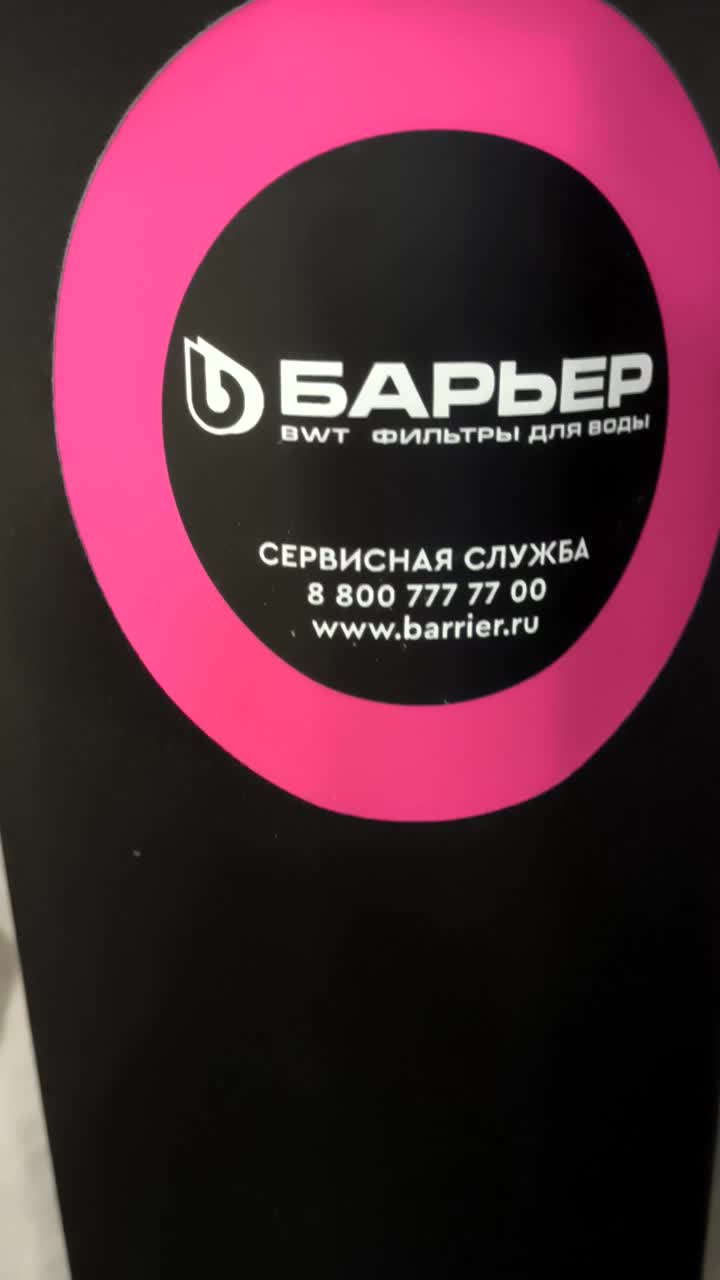 БАРЬЕР
BWT ФИЛЬТРЫ ДЛЯ ВОДЫ
СЕРВИСНАЯ СЛУЖБА
8 800 777 77 00
www.barrier.ru